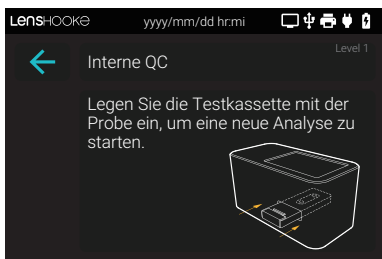 LENSHOOKE yyyy/mm/dd hr:mi
Level 1
Interne QC
Legen Sie die Testkassette mit der
Probe ein, um eine neue Analyse zu
starten.